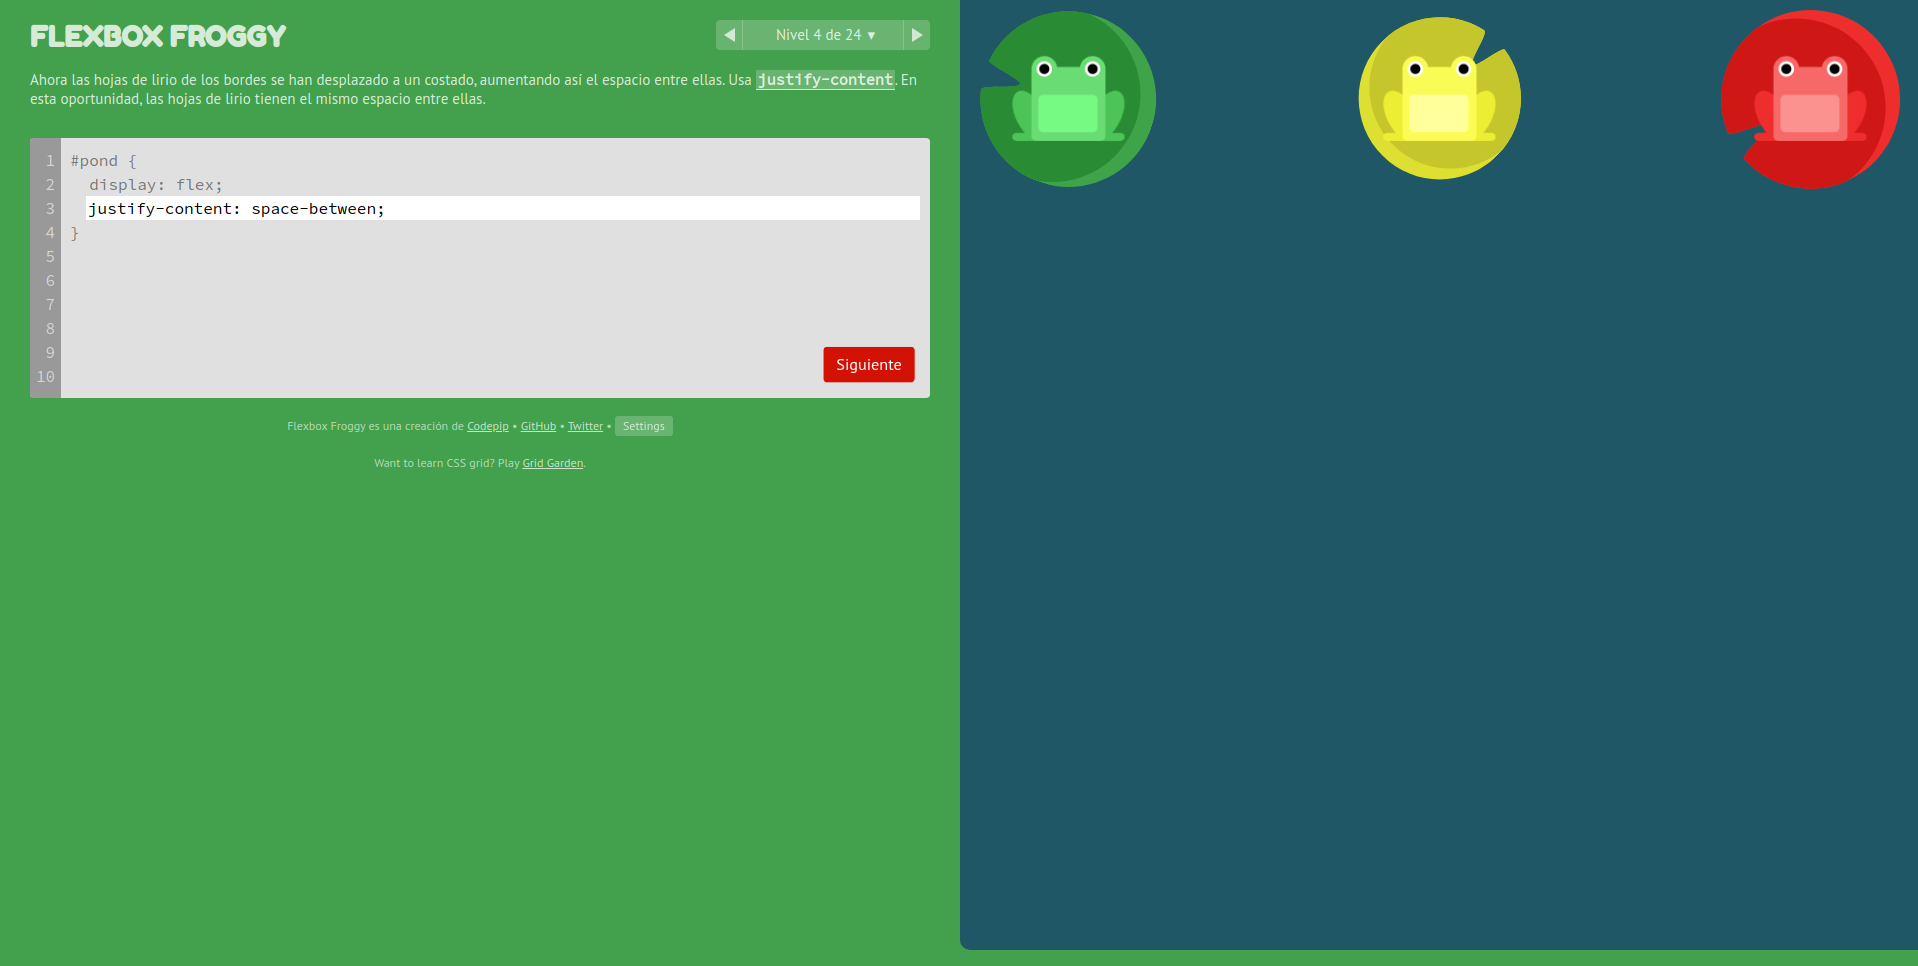 FLEXBOX FROGGY
◀ Nivel 4 de 24 ▼ ▶
Ahora las hojas de lirio de los bordes se han desplazado a un costado, aumentando así el espacio entre ellas. Usa justify-content. En
esta oportunidad, las hojas de lirio tienen el mismo espacio entre ellas.
1 #pond {
2 display: flex;
3 justify-content: space-between;
4 }
5
6
7
8
9
10
Siguiente
Flexbox Froggy es una creación de Codepip • GitHub • Twitter • Settings
Want to learn CSS grid? Play Grid Garden.